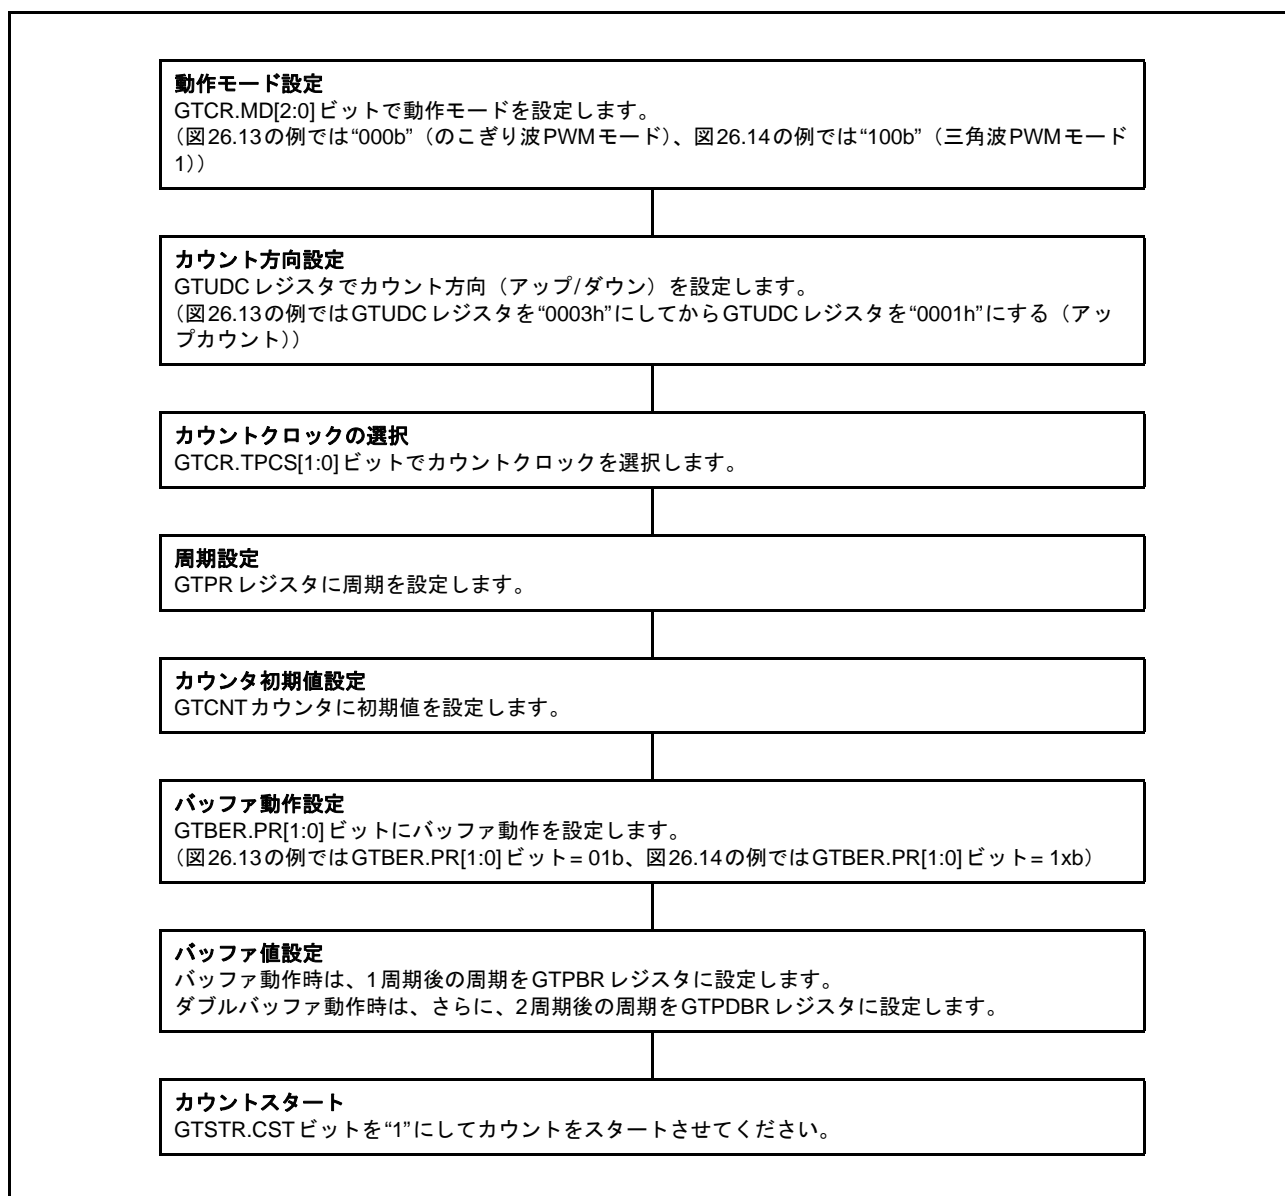 動作モード設定
GTCR.MD[2:0]ビットで動作モードを設定します。
（図26.13の例では“000b”（のこぎり波PWMモード）、図26.14の例では“100b”（三角波PWMモード
1））
カウント方向設定
GTUDCレジスタでカウント方向（アップ/ダウン）を設定します。
（図26.13の例ではGTUDCレジスタを“0003h”にしてからGTUDCレジスタを“0001h”にする（アッ
プカウント））
カウントクロックの選択
GTCR.TPCS[1:0]ビットでカウントクロックを選択します。
周期設定
GTPRレジスタに周期を設定します。
カウンタ初期値設定
GTCNTカウンタに初期値を設定します。
バッファ動作設定
GTBER.PR[1:0]ビットにバッファ動作を設定します。
（図26.13の例ではGTBER.PR[1:0]ビット= 01b、図26.14の例ではGTBER.PR[1:0]ビット= 1xb）
バッファ値設定
バッファ動作時は、1周期後の周期をGTPBRレジスタに設定します。
ダブルバッファ動作時は、さらに、2周期後の周期をGTPDBRレジスタに設定します。
カウントスタート
GTSTR.CSTビットを“1”にしてカウントをスタートさせてください。